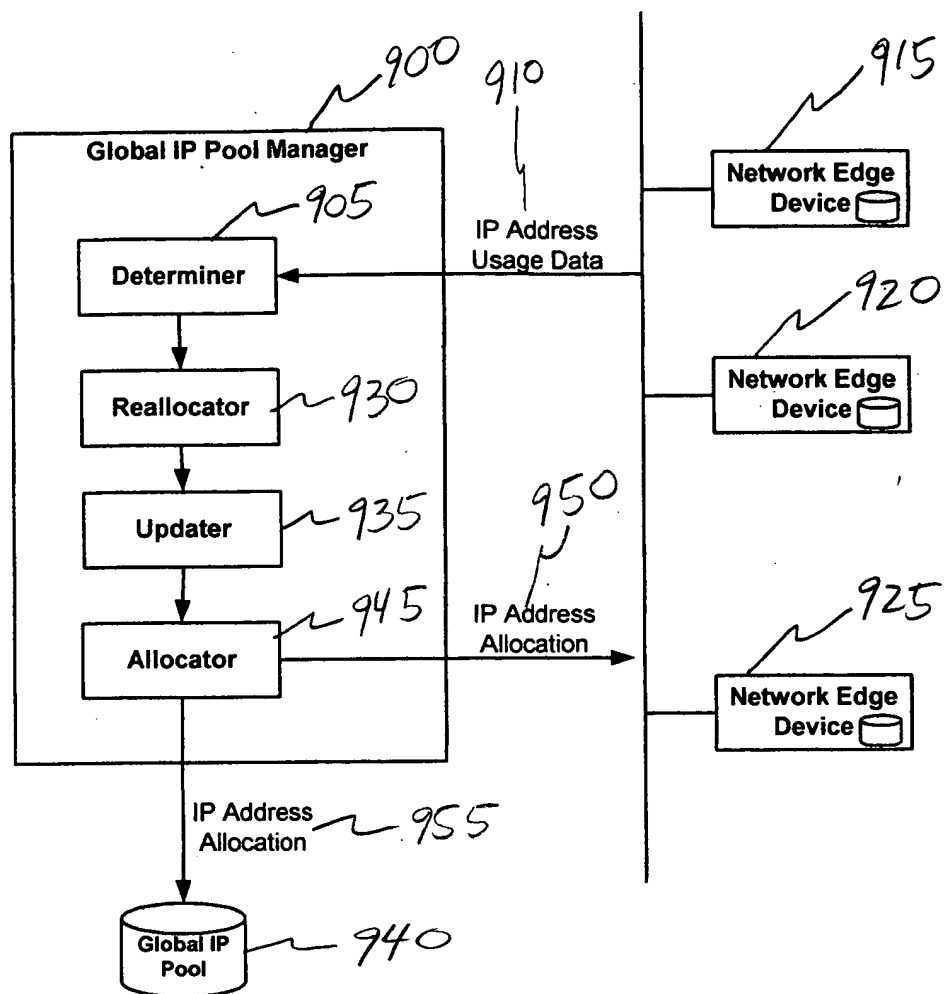 900
910
915
Global IP Pool Manager
Network Edge
Device
905
IP Address
Usage Data
Determiner
920
Network Edge
Device
Reallocator
930
950
Updater
935
925
945
IP Address
Allocation
Allocator
Network Edge
Device
IP Address
Allocation
955
Global IP
Pool
940